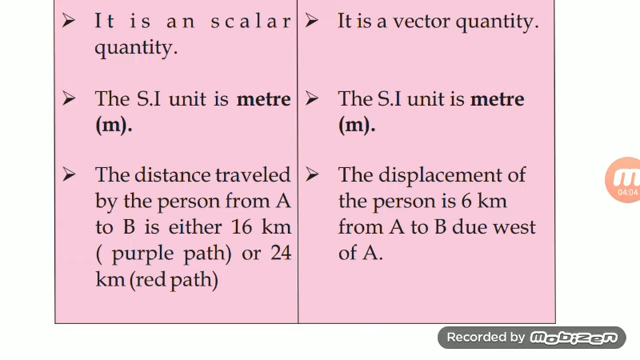 ➢ It is an scalar
quantity.
➢ The S.I unit is metre
(m).
➢ The distance traveled
by the person from A
to B is either 16 km
( purple path) or 24
km (red path)
➢ It is a vector quantity.
➢ The S.I unit is metre
(m).
➢ The displacement of
the person is 6 km
from A to B due west
of A.
04:04
Recorded by mobizen